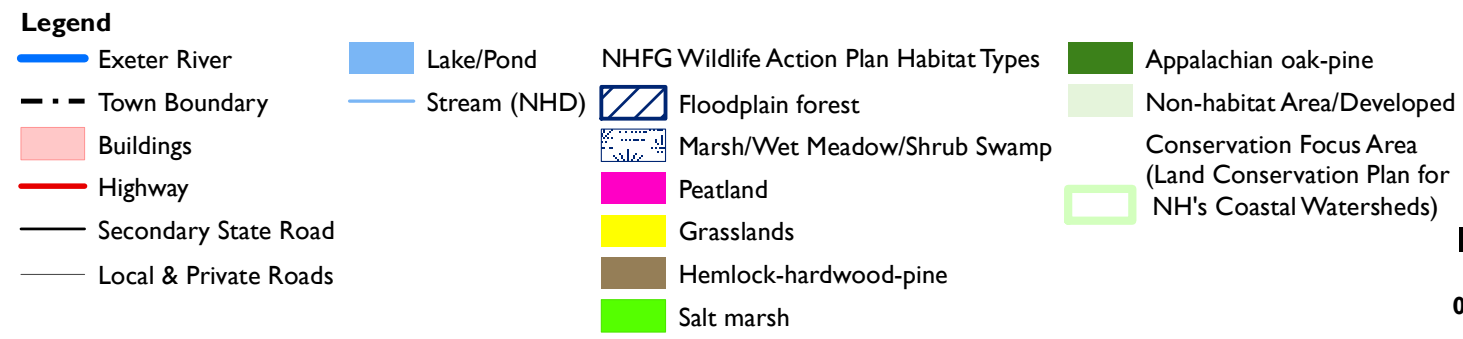 Legend
Exeter River
Town Boundary
Buildings
Highway
Secondary State Road
Local & Private Roads
Lake/Pond
Stream (NHD)
NHFG Wildlife Action Plan Habitat Types
Floodplain forest
Marsh/Wet Meadow/Shrub Swamp
Peatland
Grasslands
Hemlock-hardwood-pine
Salt marsh
Appalachian oak-pine
Non-habitat Area/Developed
Conservation Focus Area
(Land Conservation Plan for
NH's Coastal Watersheds)
0